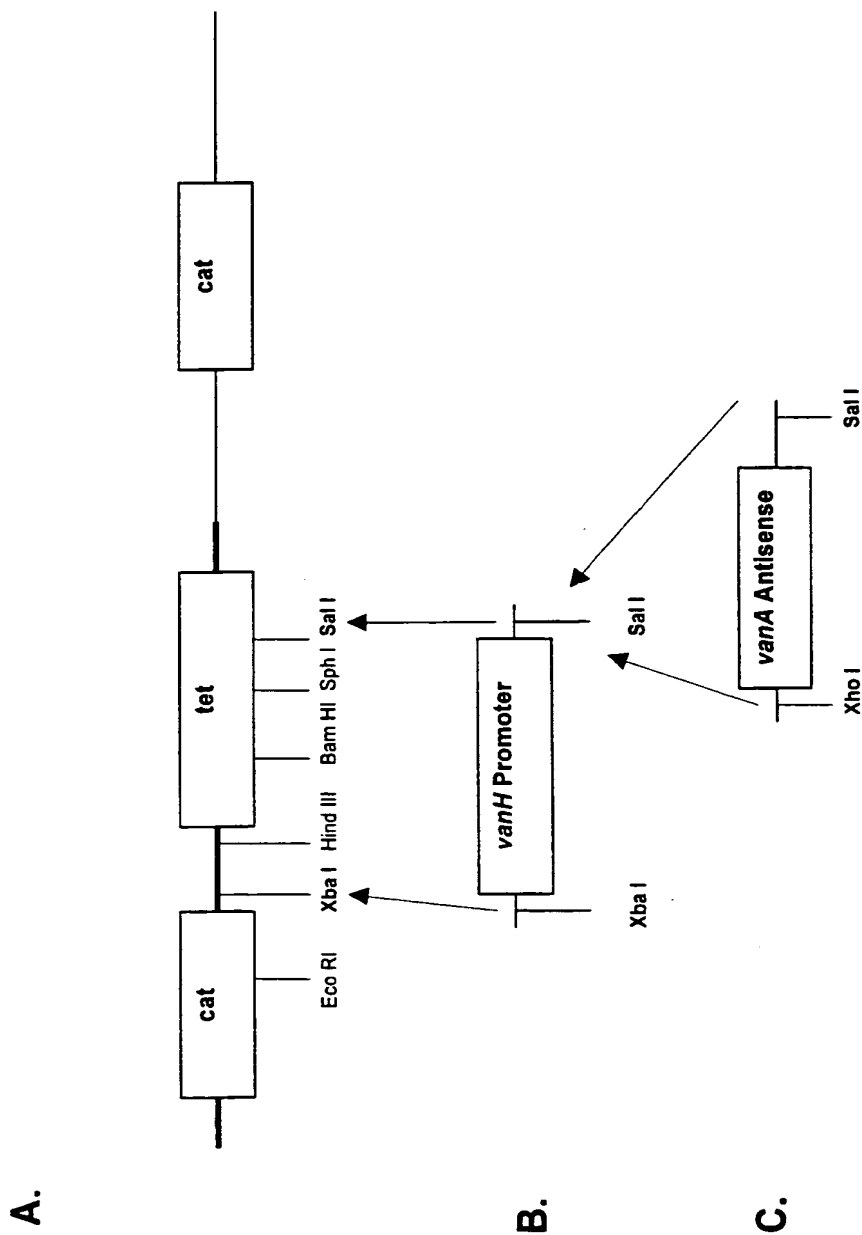 A.
cat
tet
cat
Eco RI
Xba I
Hind III
Bam HI
Sph I
Sal I
B.
vanH Promoter
Xba I
Sal I
C.
vanA Antisense
Xho I
Sal I